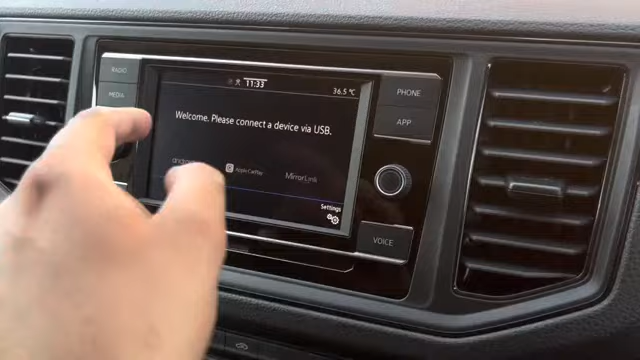 RADIO
MEDIA
11:33
36.5 °C
PHONE
APP
Welcome. Please connect a device via USB.
Apple CarPlay
MirrorLink
Settings
VOICE